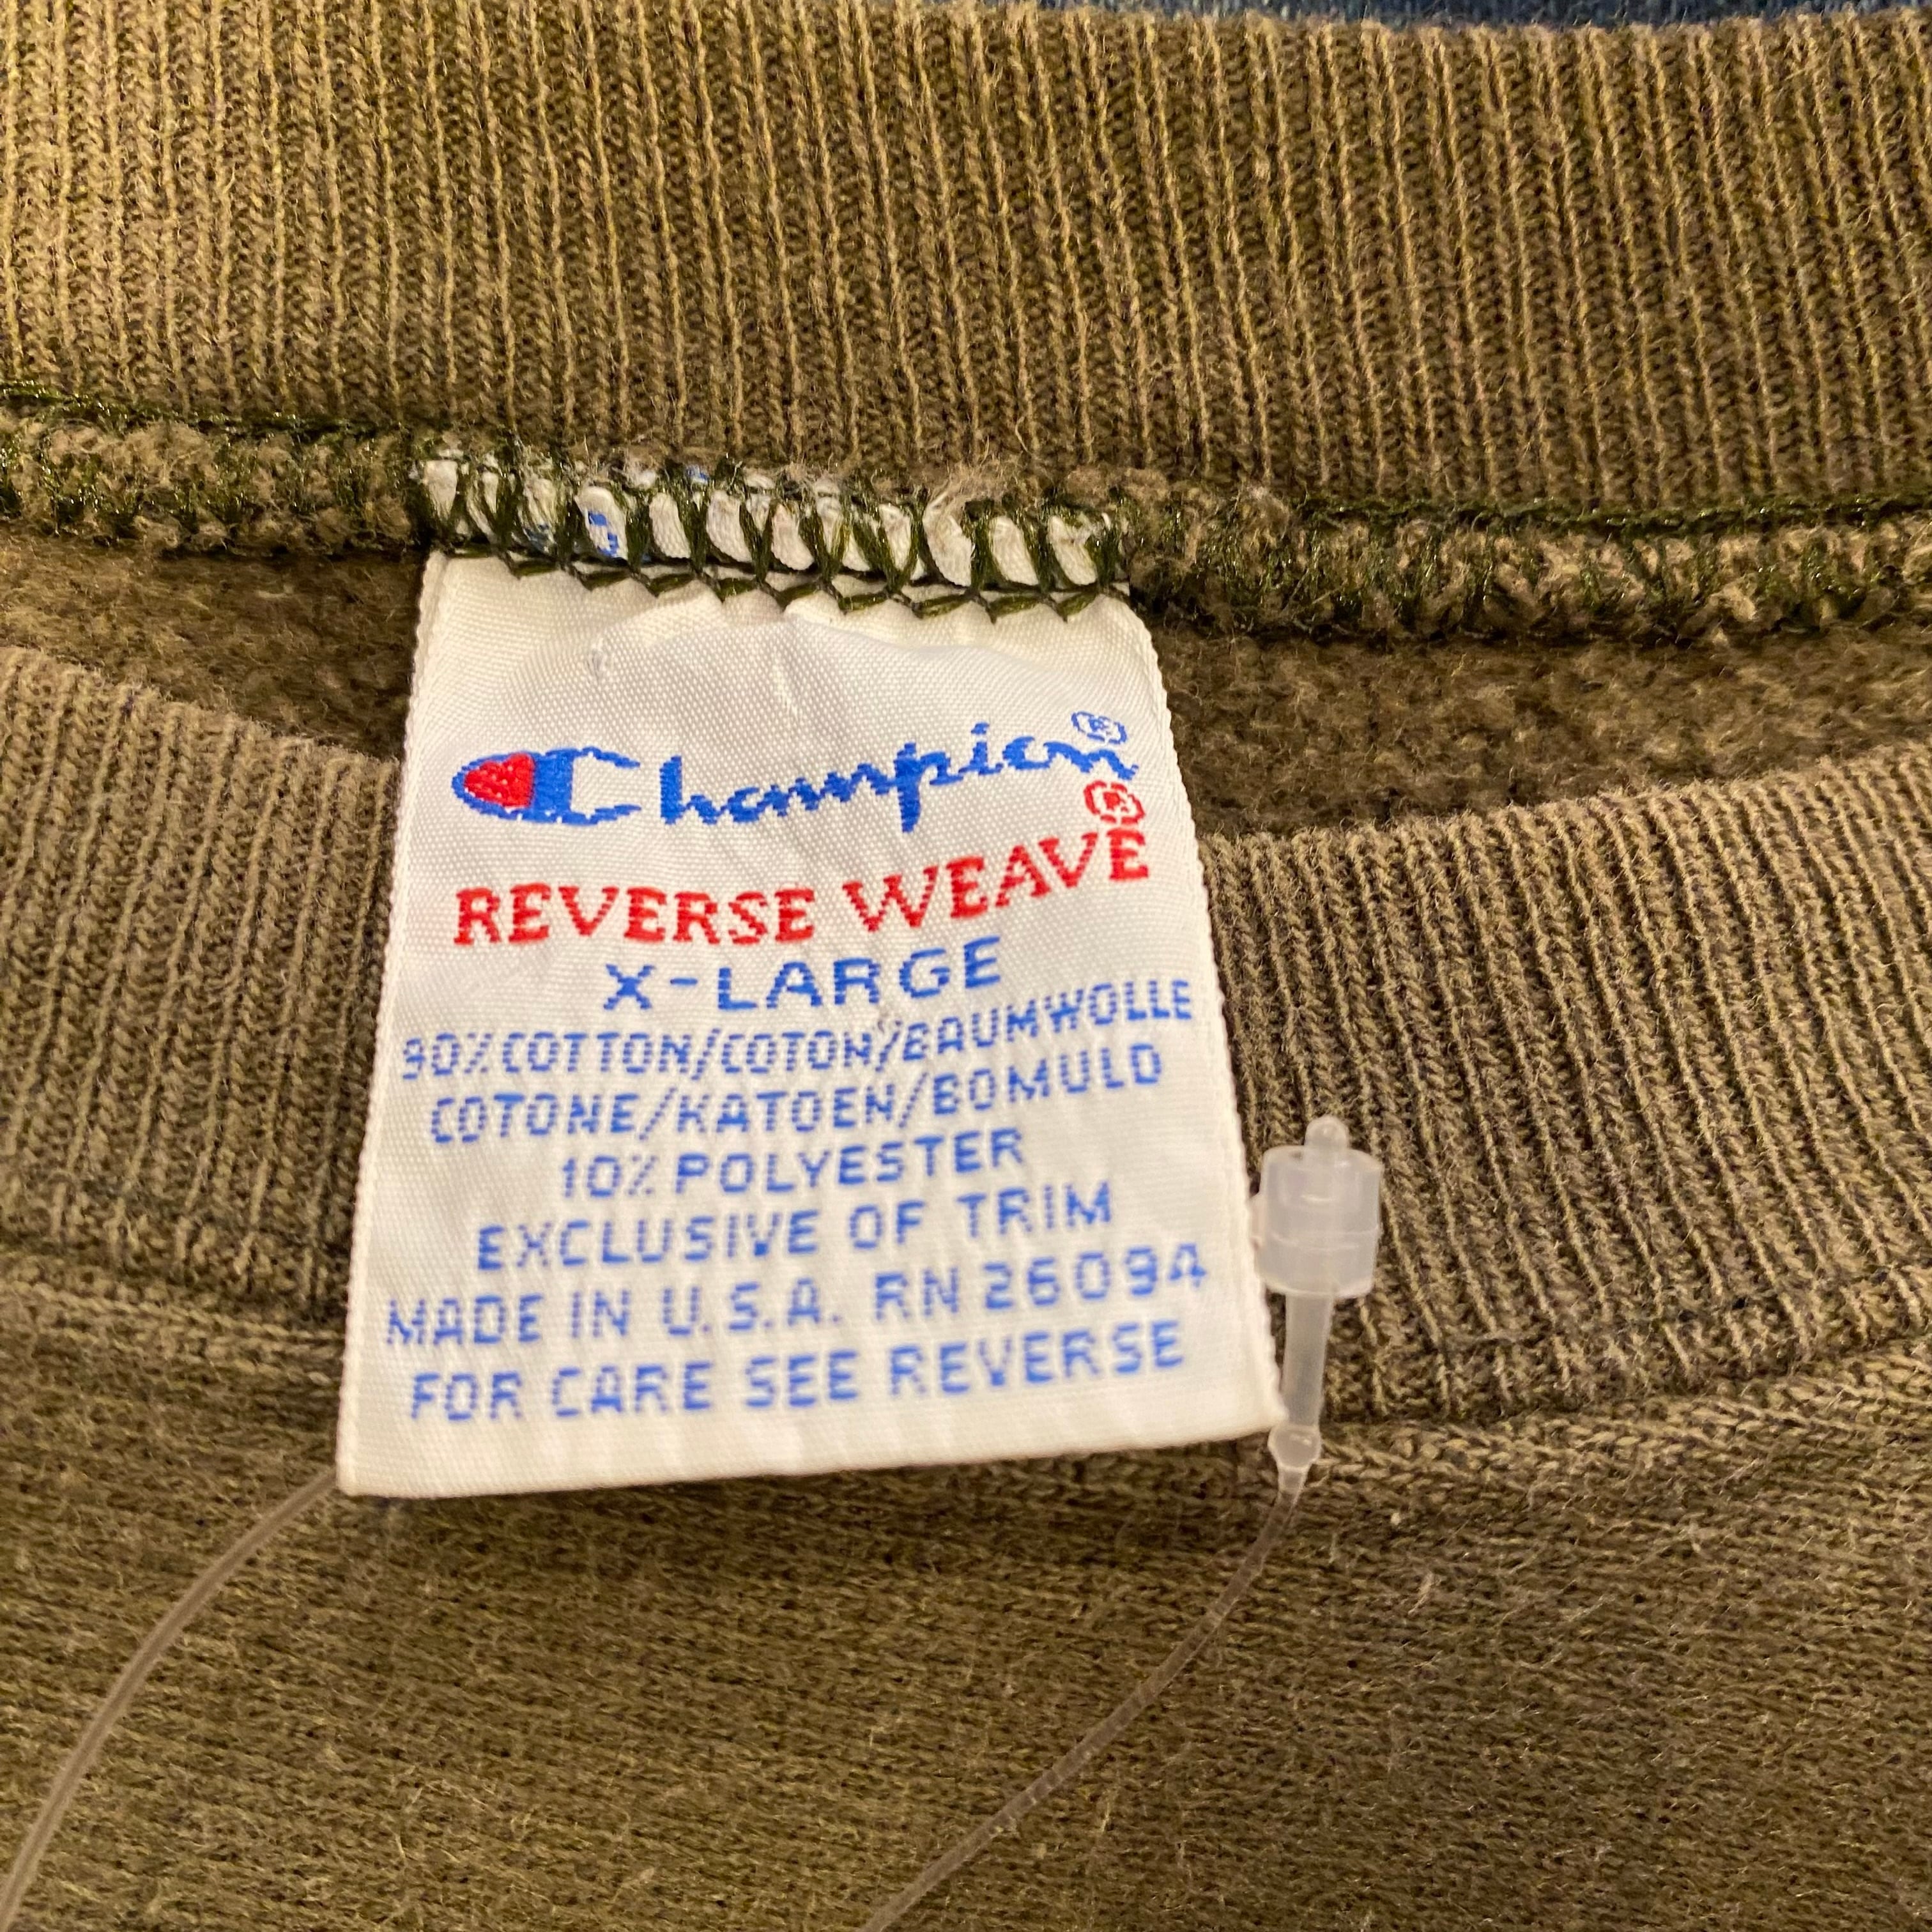 Champion®
REVERSE WEAVE®
X-LARGE
90% COTTON/COTON/BAUMWOLLE
COTONE/KATOEN/BOMULD
10% POLYESTER
EXCLUSIVE OF TRIM
MADE IN U.S.A. RN 26094
FOR CARE SEE REVERSE